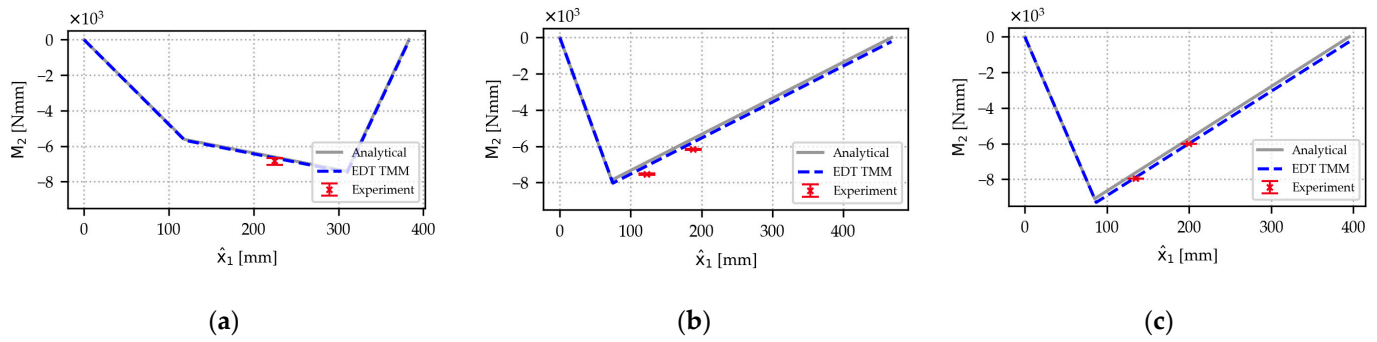 ×10³
0
−2
−4
−6
−8
M₂ [Nmm]
0
100
200
300
400
x̂₁ [mm]
Analytical
EDT TMM
Experiment
(a)
×10³
0
−2
−4
−6
−8
M₂ [Nmm]
0
100
200
300
400
x̂₁ [mm]
Analytical
EDT TMM
Experiment
(b)
×10³
0
−2
−4
−6
−8
M₂ [Nmm]
0
100
200
300
400
x̂₁ [mm]
Analytical
EDT TMM
Experiment
(c)